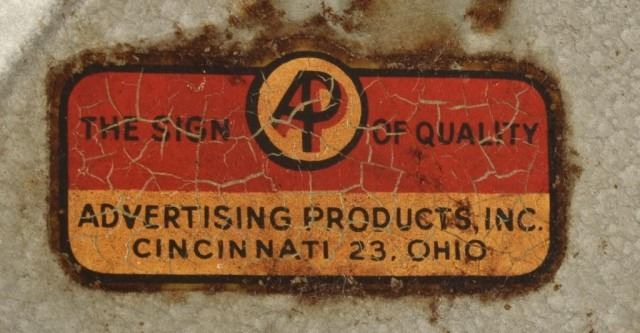 AP
THE SIGN OF QUALITY
ADVERTISING PRODUCTS, INC.
CINCINNATI 23, OHIO